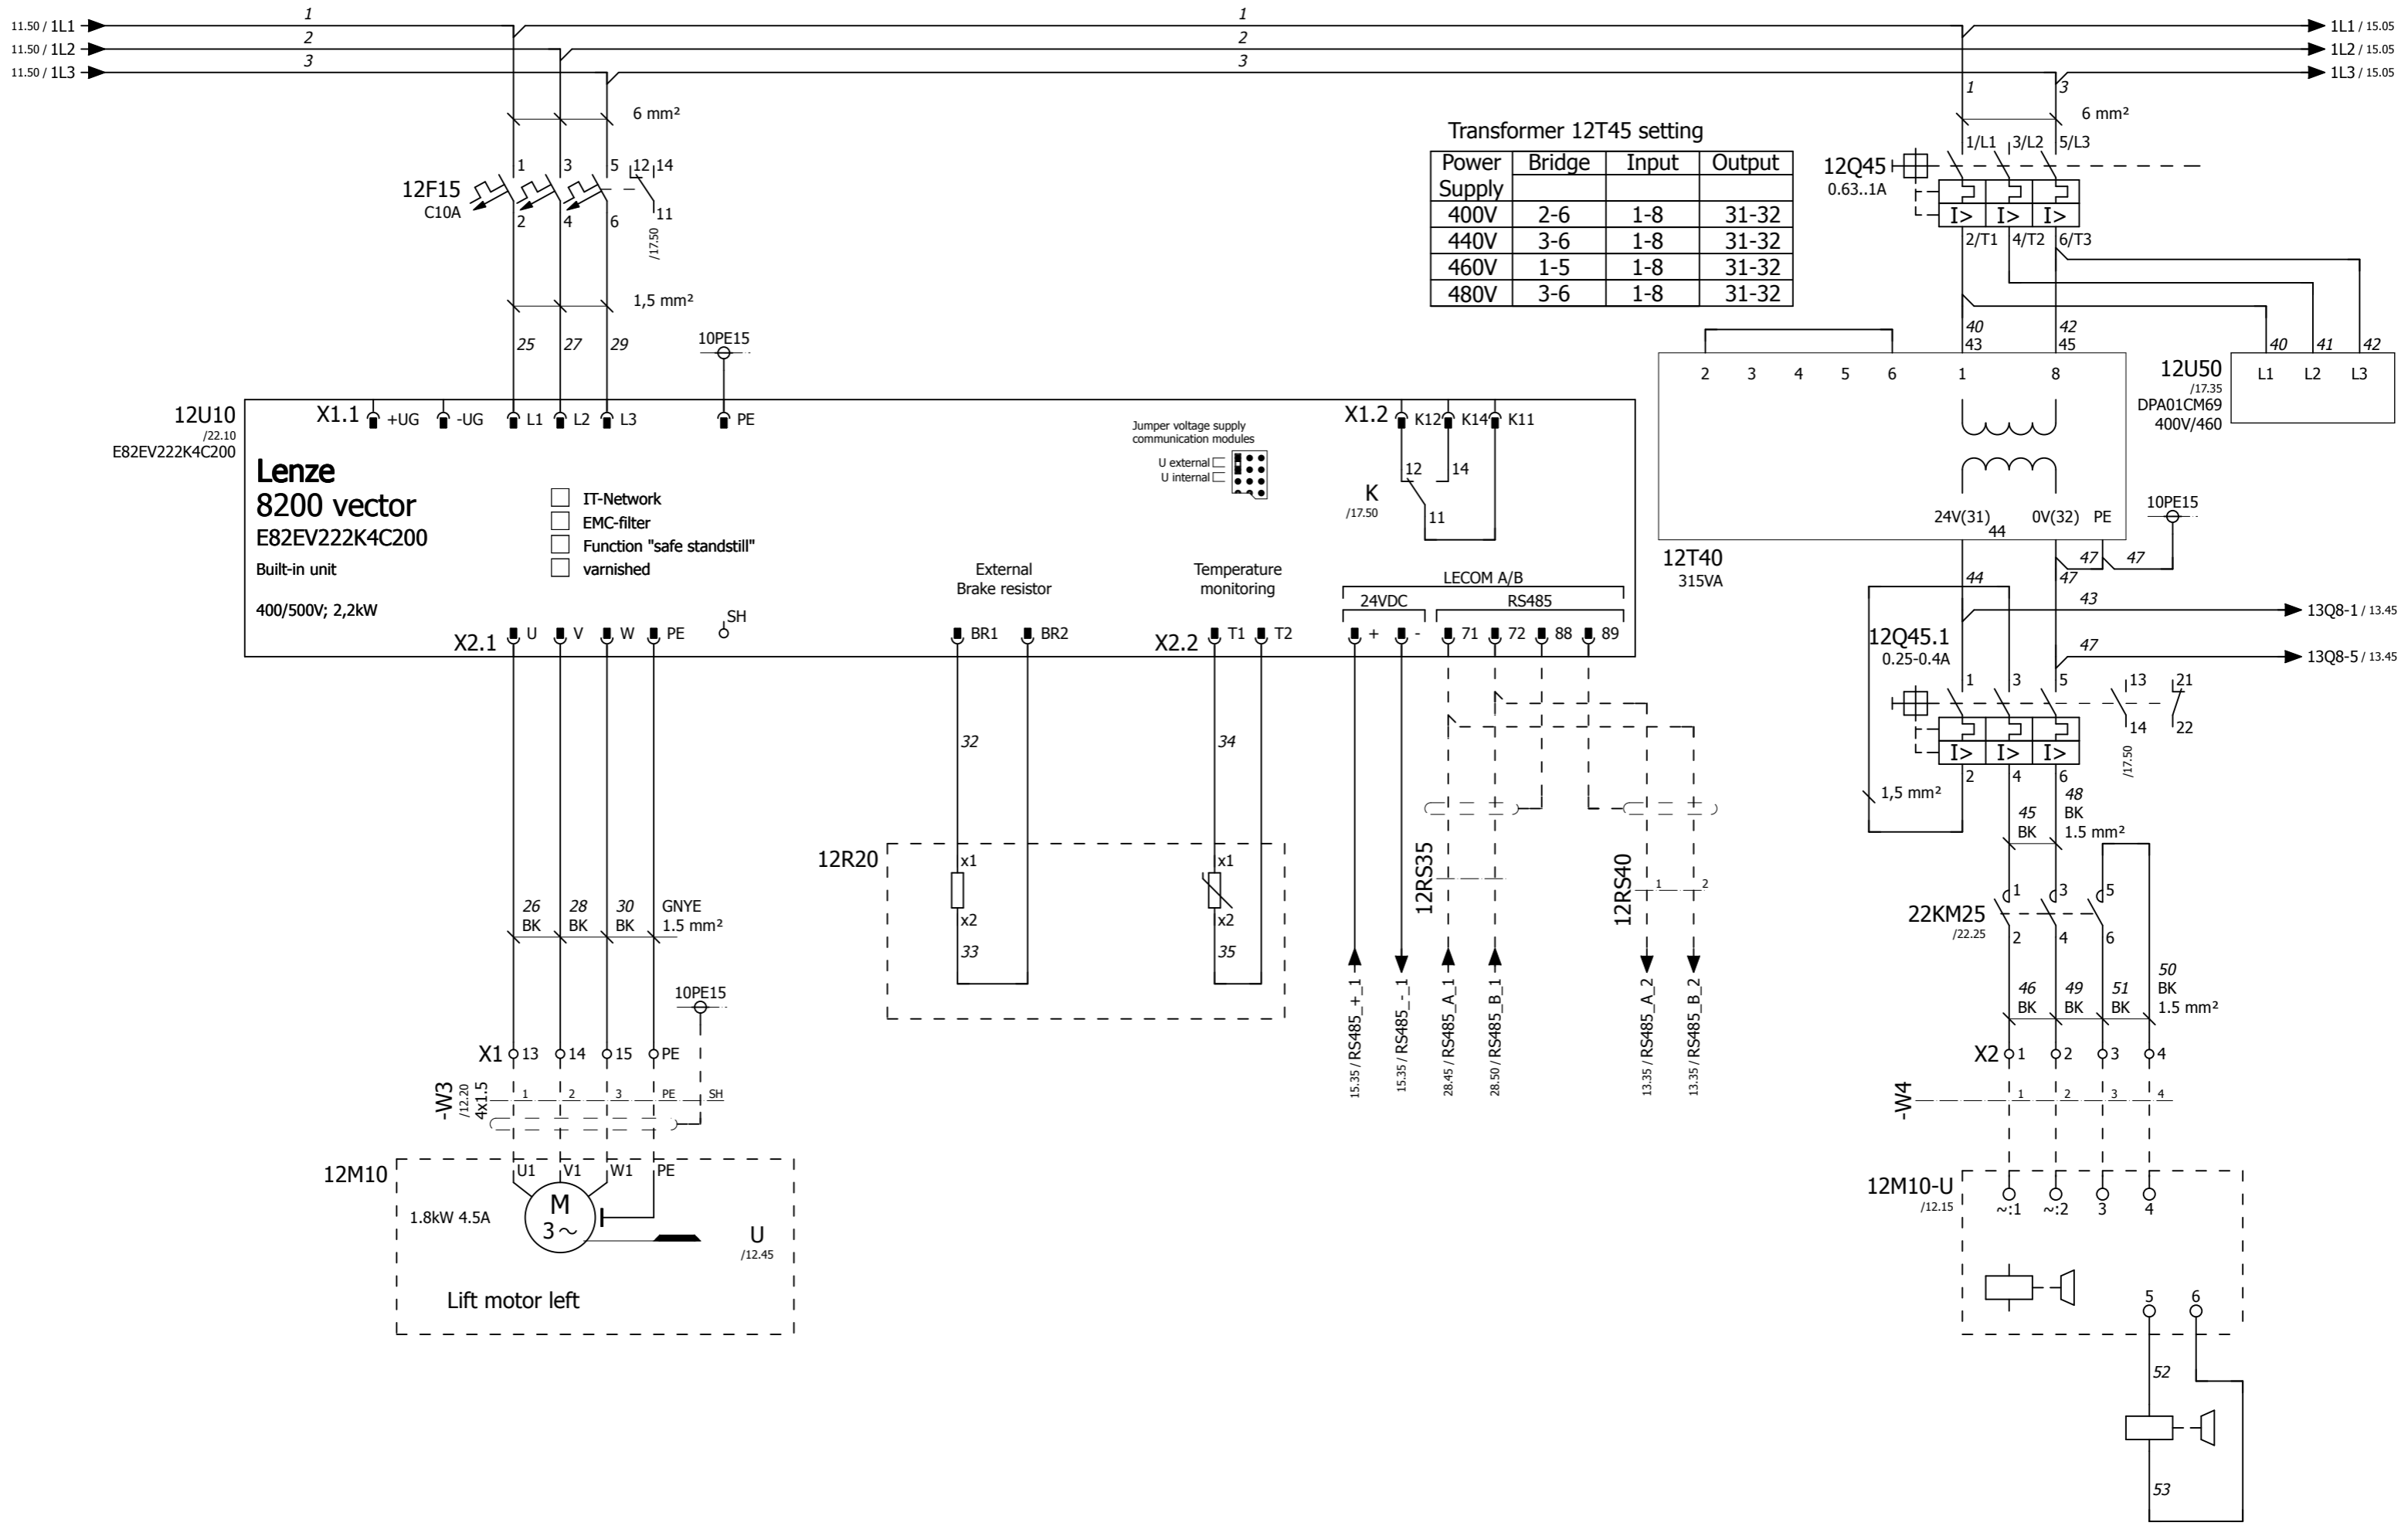 11.50 / 1L1
11.50 / 1L2
11.50 / 1L3
1
2
3
1
2
3
1L1 / 15.05
1L2 / 15.05
1L3 / 15.05
6 mm²
12F15
C10A
1 3 5 12 14
2 4 6 11
/17.50
1,5 mm²
25 27 29
10PE15
Transformer 12T45 setting
Power Supply Bridge Input Output
400V 2-6 1-8 31-32
440V 3-6 1-8 31-32
460V 1-5 1-8 31-32
480V 3-6 1-8 31-32
1 3
6 mm²
12Q45
0.63..1A
1/L1 3/L2 5/L3
I> I> I>
2/T1 4/T2 6/T3
40 42
43 45
40 41 42
12U50
/17.35
DPA01CM69
400V/460
L1 L2 L3
2 3 4 5 6 1 8
24V(31) 0V(32) PE
44
10PE15
12T40
315VA
47 47
44 47
43
13Q8-1 / 13.45
47
13Q8-5 / 13.45
12U10
/22.10
E82EV222K4C200
X1.1 +UG -UG L1 L2 L3 PE
Lenze
8200 vector
E82EV222K4C200
Built-in unit
400/500V; 2,2kW
IT-Network
EMC-filter
Function "safe standstill"
varnished
Jumper voltage supply
communication modules
U external
U internal
X1.2 K12 K14 K11
12 14
K
/17.50
11
External
Brake resistor
Temperature
monitoring
LECOM A/B
24VDC RS485
X2.1 U V W PE SH
BR1 BR2
X2.2 T1 T2
+ - 71 72 88 89
32 34
12R20
x1 x1
x2 x2
33 35
12RS35
12RS40
1 2
15.35 / RS485_+_1
15.35 / RS485_-_1
28.45 / RS485_A_1
28.50 / RS485_B_1
13.35 / RS485_A_2
13.35 / RS485_B_2
26 28 30 GNYE
BK BK BK 1.5 mm²
10PE15
X1 13 14 15 PE
-W3
/12.20
4x1.5
1 2 3 PE SH
12M10
U1 V1 W1 PE
M
3~
1.8kW 4.5A
U
/12.45
Lift motor left
12Q45.1
0.25-0.4A
1 3 5 13 21
14 22
I> I> I>
2 4 6
/17.50
1,5 mm²
45 48
BK BK
1.5 mm²
22KM25
/22.25
1 3 5
2 4 6
46 49 51 50
BK BK BK BK
1.5 mm²
X2 1 2 3 4
-W4
1 2 3 4
12M10-U
/12.15
~:1 ~:2 3 4
5 6
52
53